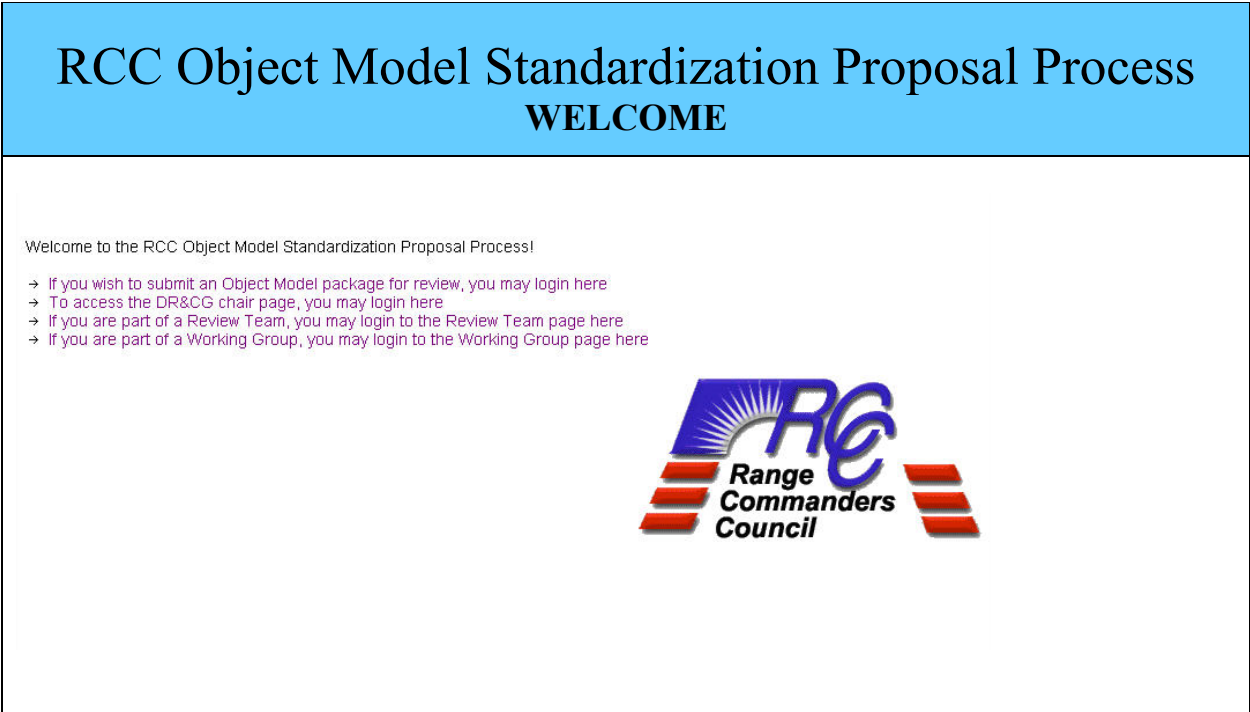 RCC Object Model Standardization Proposal Process
WELCOME
Welcome to the RCC Object Model Standardization Proposal Process!
→ If you wish to submit an Object Model package for review, you may login here
→ To access the DR&CG chair page, you may login here
→ If you are part of a Review Team, you may login to the Review Team page here
→ If you are part of a Working Group, you may login to the Working Group page here
RCC
Range
Commanders
Council